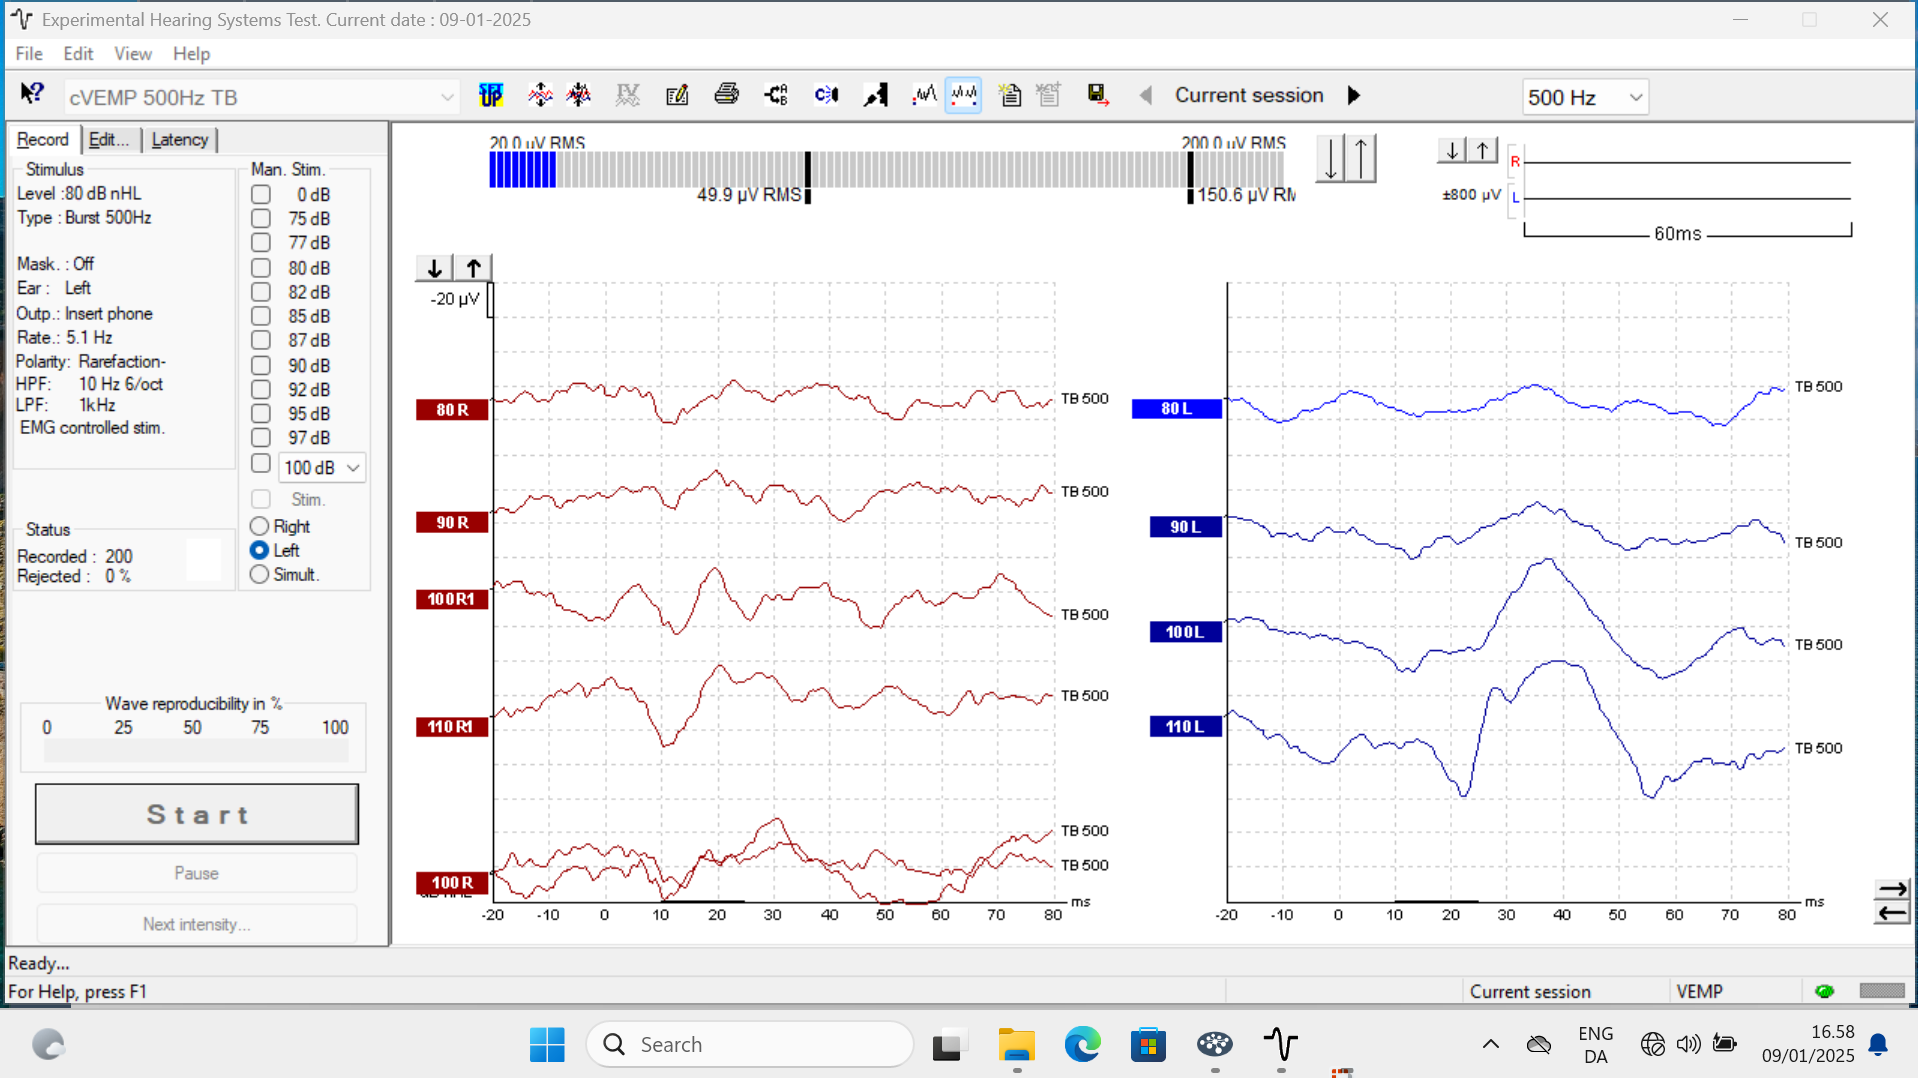 Experimental Hearing Systems Test. Current date : 09-01-2025
File Edit View Help
cVEMP 500Hz TB
SET UP
Current session
500 Hz
Record
Edit...
Latency
Stimulus
Level :80 dB nHL
Type : Burst 500Hz
Mask. : Off
Ear : Left
Outp.: Insert phone
Rate.: 5.1 Hz
Polarity: Rarefaction-
HPF: 10 Hz 6/oct
LPF: 1kHz
EMG controlled stim.
Man. Stim.
0 dB
75 dB
77 dB
80 dB
82 dB
85 dB
87 dB
90 dB
92 dB
95 dB
97 dB
100 dB
Stim.
Right
Left
Simult.
Status
Recorded : 200
Rejected : 0 %
Wave reproducibility in %
0 25 50 75 100
Start
Pause
Next intensity...
20.0 µV RMS
200.0 µV RMS
49.9 µV RMS
150.6 µV RM
R
±800 µV L
60ms
-20 µV
80 R TB 500
90 R TB 500
100R1 TB 500
110R1 TB 500
TB 500
TB 500
100 R
-20 -10 0 10 20 30 40 50 60 70 80 ms
80 L TB 500
90 L TB 500
100L TB 500
110L TB 500
-20 -10 0 10 20 30 40 50 60 70 80 ms
Ready...
For Help, press F1
Current session
VEMP
Search
ENG
DA
16.58
09/01/2025